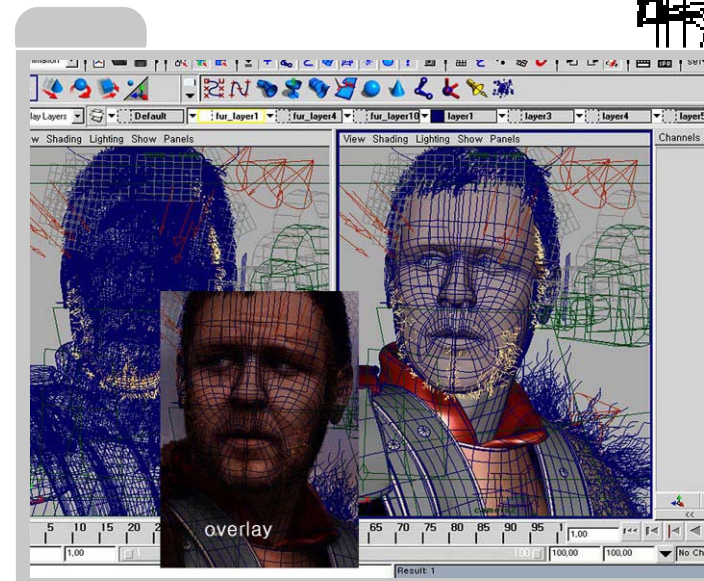 Default fur_layer1 fur_layer4 fur_layer10 layer1 layer3 layer4 layer5
View Shading Lighting Show Panels
Shading Lighting Show Panels
Channels
overlay
5 10 15 20 65 70 75 80 85 90 95 1,00
1,00 100,00 100,00
Result: 1